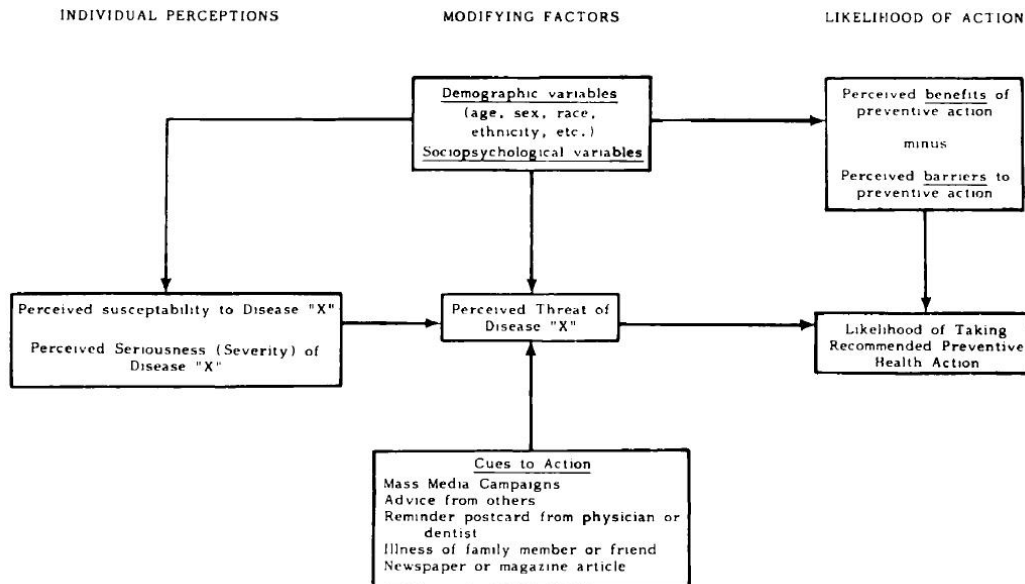 INDIVIDUAL PERCEPTIONS
MODIFYING FACTORS
LIKELIHOOD OF ACTION
Demographic variables
(age, sex, race,
ethnicity, etc.)
Sociopsychological variables
Perceived benefits of
preventive action
minus
Perceived barriers to
preventive action
Perceived susceptability to Disease "X"
Perceived Seriousness (Severity) of
Disease "X"
Perceived Threat of
Disease "X"
Likelihood of Taking
Recommended Preventive
Health Action
Cues to Action
Mass Media Campaigns
Advice from others
Reminder postcard from physician or
dentist
Illness of family member or friend
Newspaper or magazine article